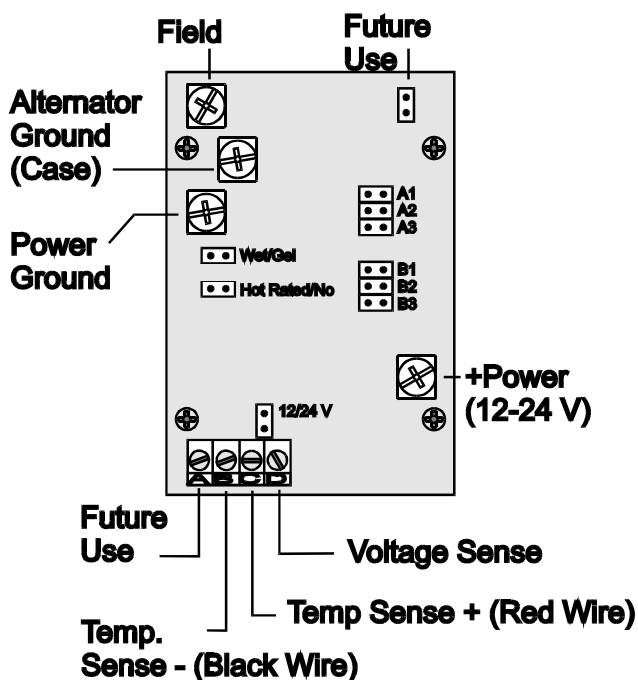 Field
Future
Use
Alternator
Ground
(Case)
Power
Ground
A1
A2
A3
Wet/Gel
Hot Rated/No
B1
B2
B3
+Power
(12-24 V)
12/24 V
A B C D
Future
Use
Voltage Sense
Temp Sense + (Red Wire)
Temp.
Sense - (Black Wire)